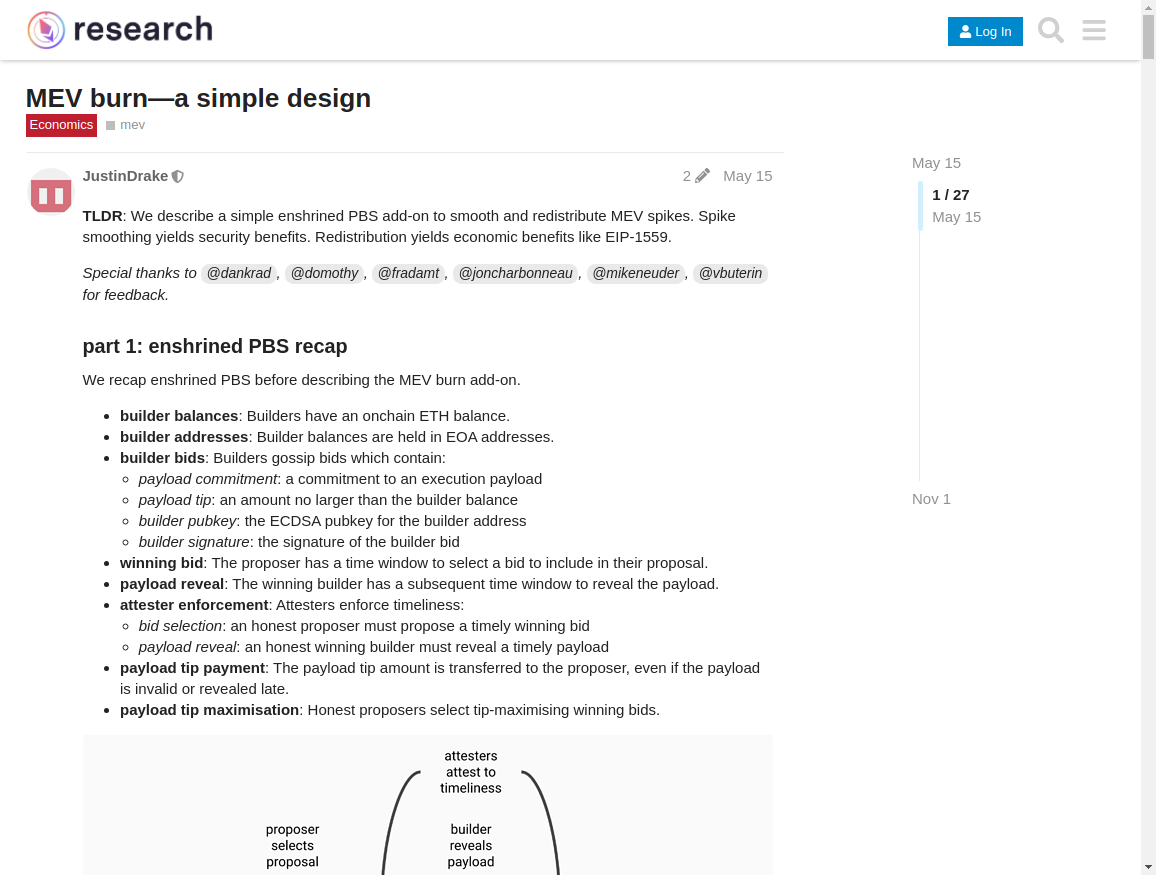 research
Log In
MEV burn—a simple design
Economics mev
JustinDrake 2 May 15
TLDR: We describe a simple enshrined PBS add-on to smooth and redistribute MEV spikes. Spike
smoothing yields security benefits. Redistribution yields economic benefits like EIP-1559.
Special thanks to @dankrad, @domothy, @fradamt, @joncharbonneau, @mikeneuder, @vbuterin
for feedback.
part 1: enshrined PBS recap
We recap enshrined PBS before describing the MEV burn add-on.
builder balances: Builders have an onchain ETH balance.
builder addresses: Builder balances are held in EOA addresses.
builder bids: Builders gossip bids which contain:
payload commitment: a commitment to an execution payload
payload tip: an amount no larger than the builder balance
builder pubkey: the ECDSA pubkey for the builder address
builder signature: the signature of the builder bid
winning bid: The proposer has a time window to select a bid to include in their proposal.
payload reveal: The winning builder has a subsequent time window to reveal the payload.
attester enforcement: Attesters enforce timeliness:
bid selection: an honest proposer must propose a timely winning bid
payload reveal: an honest winning builder must reveal a timely payload
payload tip payment: The payload tip amount is transferred to the proposer, even if the payload
is invalid or revealed late.
payload tip maximisation: Honest proposers select tip-maximising winning bids.
attesters
attest to
timeliness
proposer
selects
proposal
builder
reveals
payload
May 15
1 / 27
May 15
Nov 1